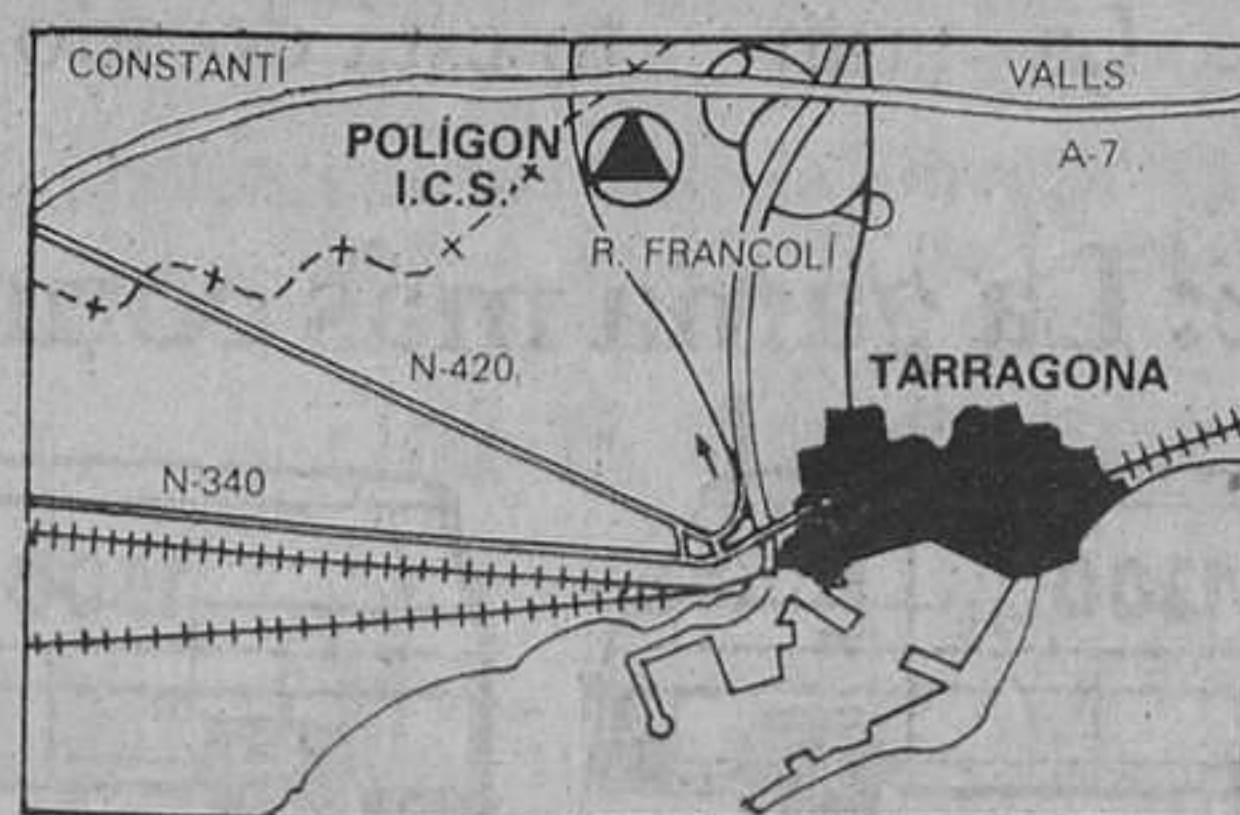 CONSTANTÍ
VALLS
POLÍGON
I.C.S.
A-7
R. FRANCOLÍ
N-420
TARRAGONA
N-340